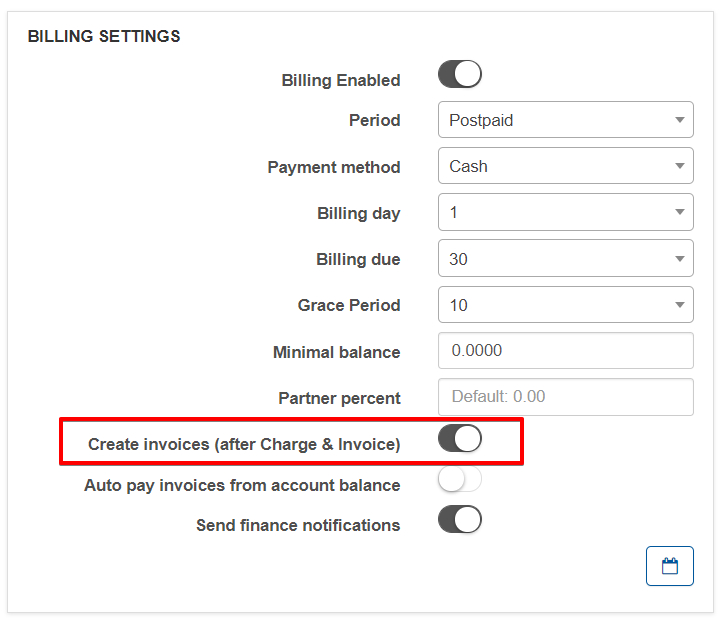 BILLING SETTINGS
Billing Enabled
Period Postpaid
Payment method Cash
Billing day 1
Billing due 30
Grace Period 10
Minimal balance 0.0000
Partner percent Default: 0.00
Create invoices (after Charge & Invoice)
Auto pay invoices from account balance
Send finance notifications